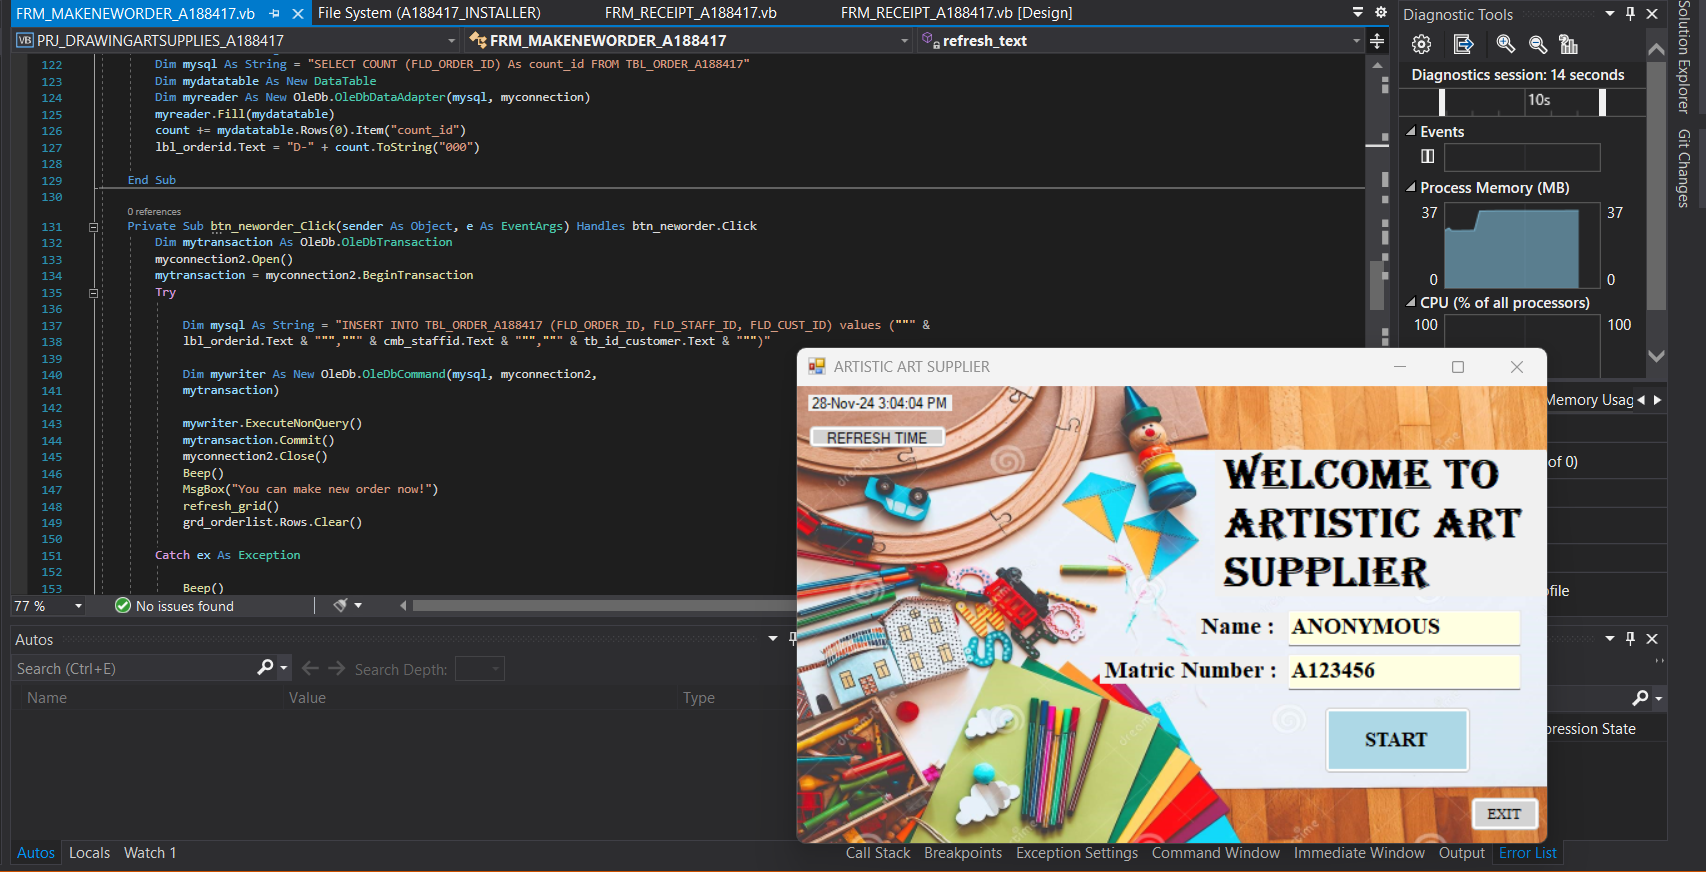 FRM_MAKENEWORDER_A188417.vb
File System (A188417_INSTALLER)
FRM_RECEIPT_A188417.vb
FRM_RECEIPT_A188417.vb [Design]
VB PRJ_DRAWINGARTSUPPLIES_A188417
FRM_MAKENEWORDER_A188417
refresh_text
122 Dim mysql As String = "SELECT COUNT (FLD_ORDER_ID) As count_id FROM TBL_ORDER_A188417"
123 Dim mydatatable As New DataTable
124 Dim myreader As New OleDb.OleDbDataAdapter(mysql, myconnection)
125 myreader.Fill(mydatatable)
126 count += mydatatable.Rows(0).Item("count_id")
127 lbl_orderid.Text = "D-" + count.ToString("000")
128
129 End Sub
130
0 references
131 Private Sub btn_neworder_Click(sender As Object, e As EventArgs) Handles btn_neworder.Click
132 Dim mytransaction As OleDb.OleDbTransaction
133 myconnection2.Open()
134 mytransaction = myconnection2.BeginTransaction
135 Try
136
137 Dim mysql As String = "INSERT INTO TBL_ORDER_A188417 (FLD_ORDER_ID, FLD_STAFF_ID, FLD_CUST_ID) values (""" &
138 lbl_orderid.Text & """,""" & cmb_staffid.Text & """,""" & tb_id_customer.Text & """)"
139
140 Dim mywriter As New OleDb.OleDbCommand(mysql, myconnection2,
141 mytransaction)
142
143 mywriter.ExecuteNonQuery()
144 mytransaction.Commit()
145 myconnection2.Close()
146 Beep()
147 MsgBox("You can make new order now!")
148 refresh_grid()
149 grd_orderlist.Rows.Clear()
150
151 Catch ex As Exception
152
153 Beep()
77 %
No issues found
Autos
Search (Ctrl+E)
Search Depth:
Name
Value
Type
Autos
Locals
Watch 1
ARTISTIC ART SUPPLIER
28-Nov-24 3:04:04 PM
REFRESH TIME
WELCOME TO
ARTISTIC ART
SUPPLIER
Name : ANONYMOUS
Matric Number : A123456
START
EXIT
dreamstime
Call Stack
Breakpoints
Exception Settings
Command Window
Immediate Window
Output
Error List
Diagnostic Tools
Diagnostics session: 14 seconds
10s
Events
Process Memory (MB)
37 37
0 0
CPU (% of all processors)
100 100
Memory Usag
of 0)
ofile
pression State
Solution Explorer
Git Changes